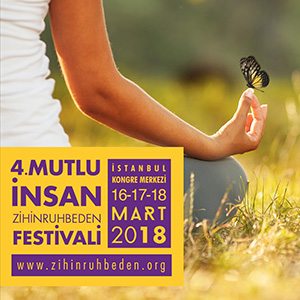 4.MUTLU
İNSAN
ZİHİNRUHBEDEN
FESTİVALİ
İSTANBUL
KONGRE MERKEZİ
16-17-18
MART
2018
www.zihinruhbeden.org